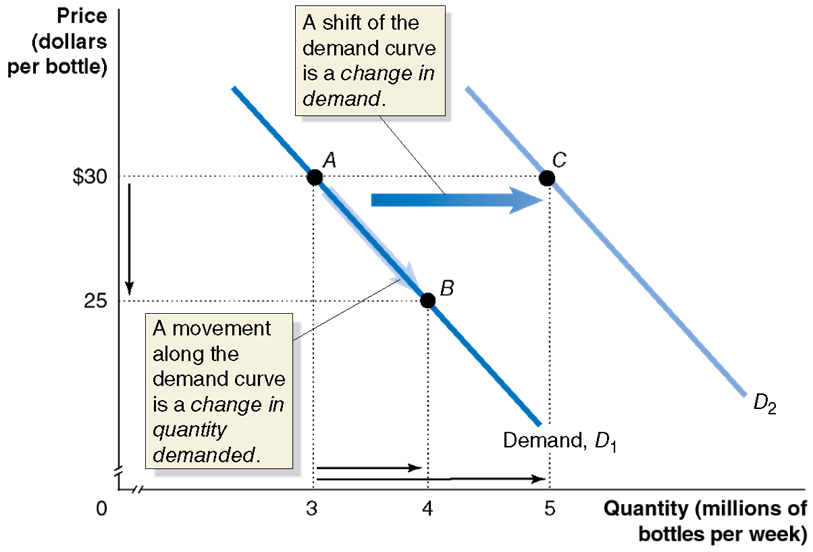 Price
(dollars
per bottle)
A shift of the
demand curve
is a change in
demand.
A
C
$30
B
25
A movement
along the
demand curve
is a change in
quantity
demanded.
D2
Demand, D1
0
3
4
5
Quantity (millions of
bottles per week)